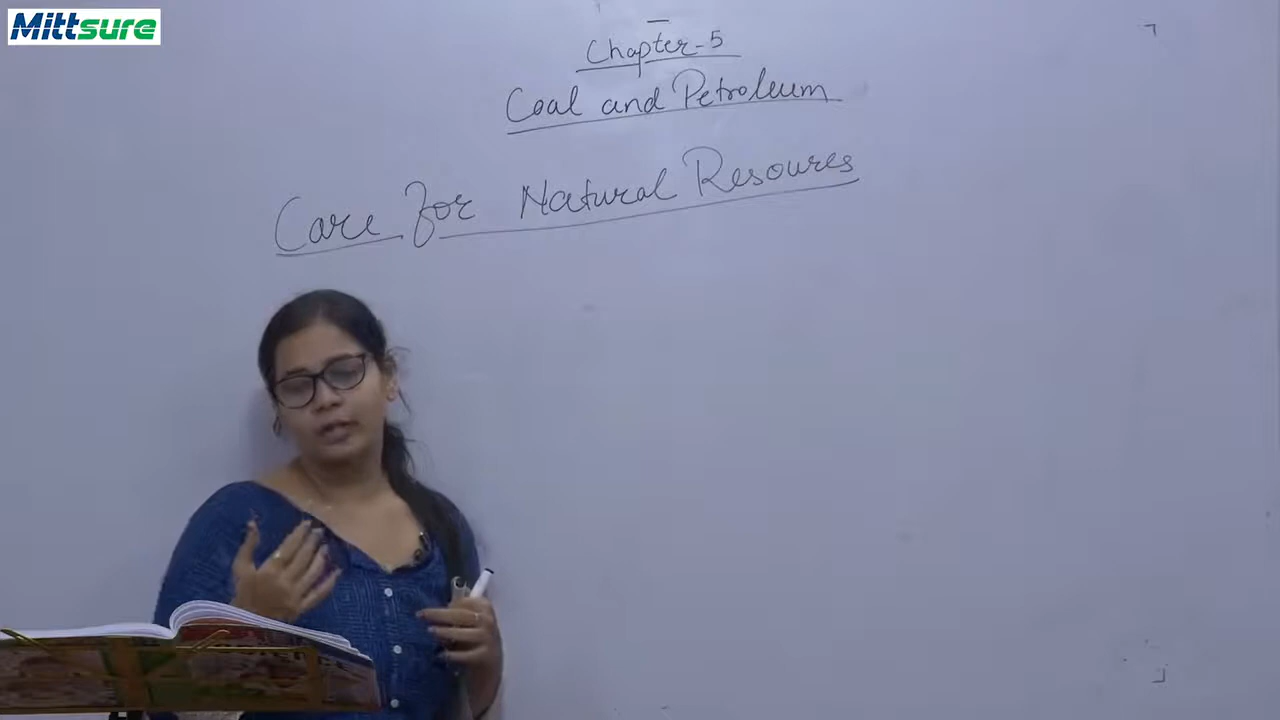 Mittsure
Chapter-5
Coal and Petroleum
Care for Natural Resoures